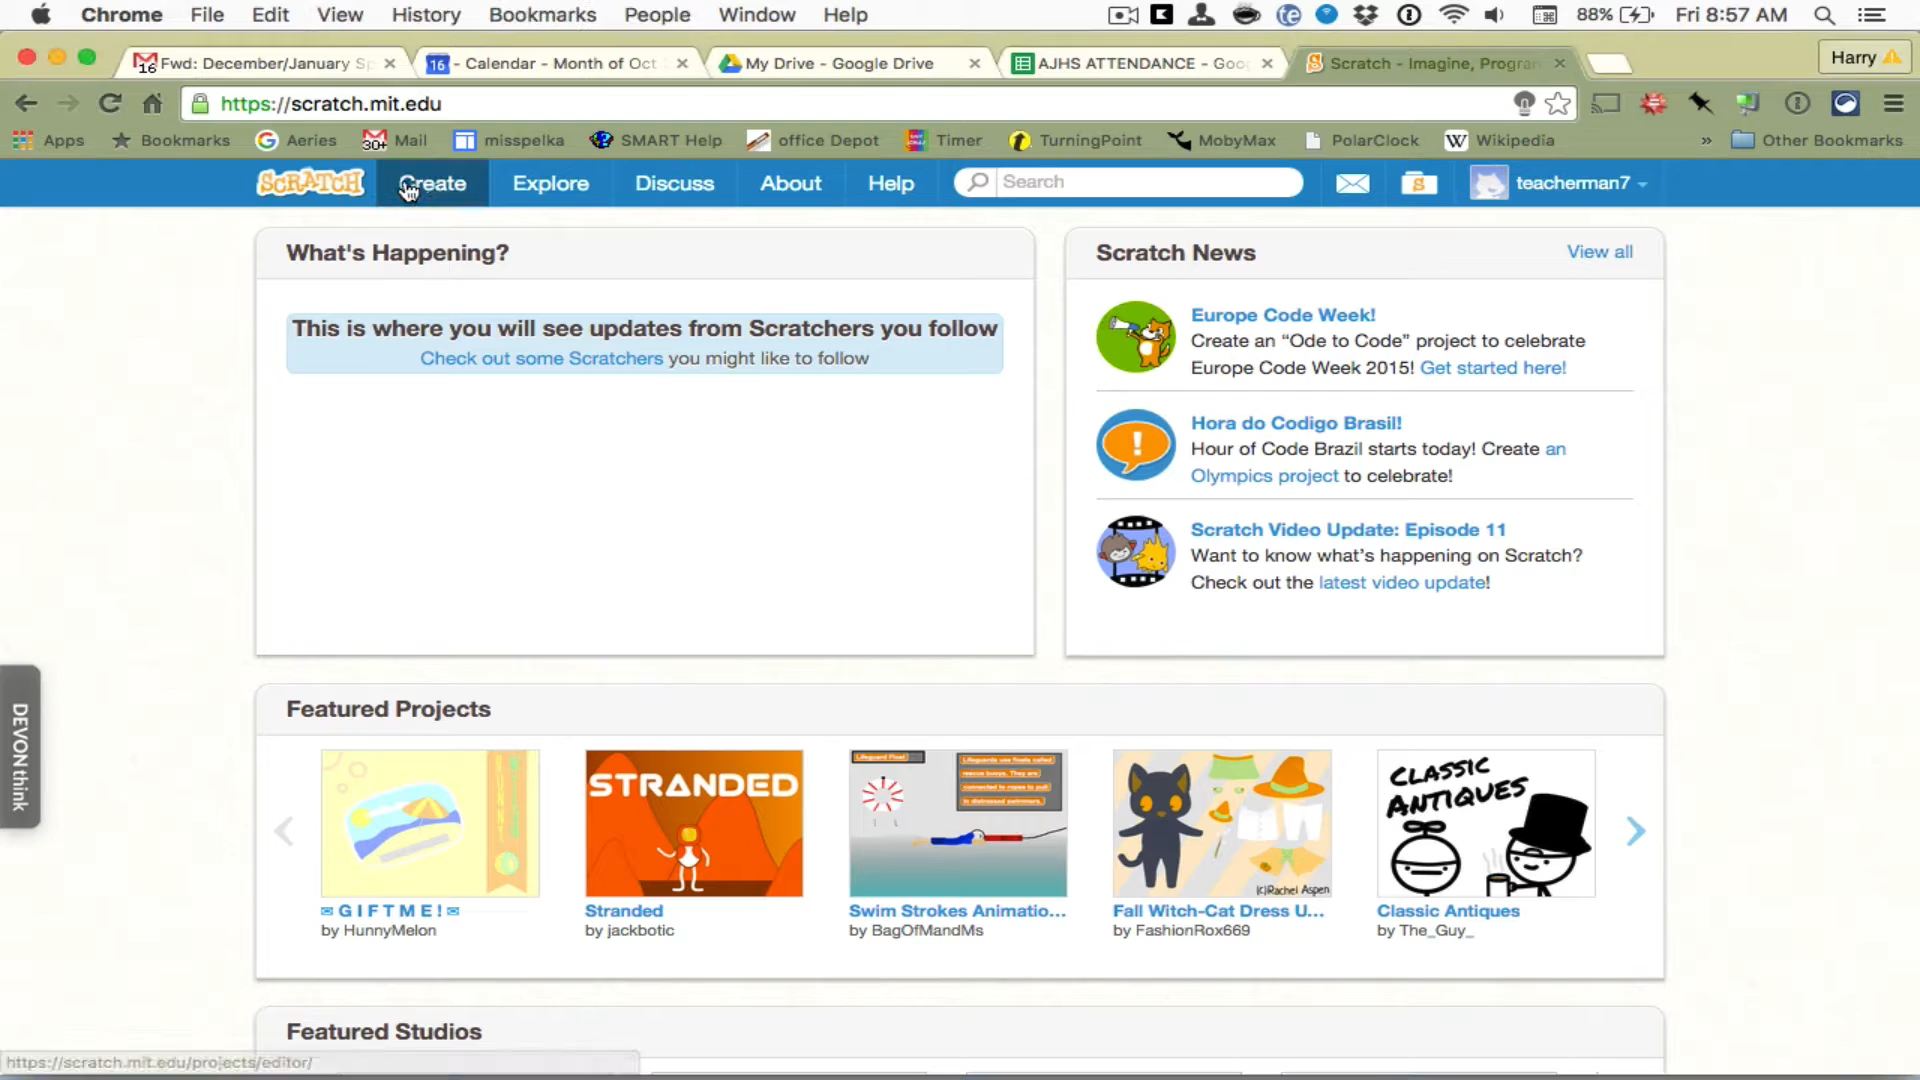 Chrome File Edit View History Bookmarks People Window Help 88% Fri 8:57 AM
Fwd: December/January Sp - Calendar - Month of Oct My Drive - Google Drive AJHS ATTENDANCE - Goo Scratch - Imagine, Program Harry
https://scratch.mit.edu
Apps Bookmarks Aeries Mail misspelka SMART Help office Depot Timer TurningPoint MobyMax PolarClock Wikipedia » Other Bookmarks
SCRATCH Create Explore Discuss About Help Search teacherman7
What's Happening?
This is where you will see updates from Scratchers you follow
Check out some Scratchers you might like to follow
Scratch News View all
Europe Code Week!
Create an “Ode to Code” project to celebrate
Europe Code Week 2015! Get started here!
Hora do Codigo Brasil!
Hour of Code Brazil starts today! Create an
Olympics project to celebrate!
Scratch Video Update: Episode 11
Want to know what’s happening on Scratch?
Check out the latest video update!
DEVONthink
Featured Projects
STRANDED
CLASSIC
ANTIQUES
(c)Rachel Aspen
✉ G I F T M E ! ✉
by HunnyMelon
Stranded
by jackbotic
Swim Strokes Animatio...
by BagOfMandMs
Fall Witch-Cat Dress U...
by FashionRox669
Classic Antiques
by The_Guy_
Featured Studios
https://scratch.mit.edu/projects/editor/